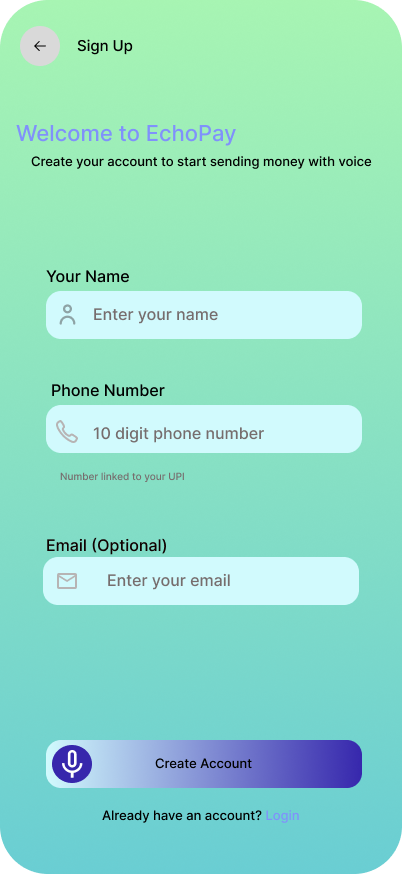 Sign Up
Welcome to EchoPay
Create your account to start sending money with voice
Your Name
Enter your name
Phone Number
10 digit phone number
Number linked to your UPI
Email (Optional)
Enter your email
Create Account
Already have an account? Login